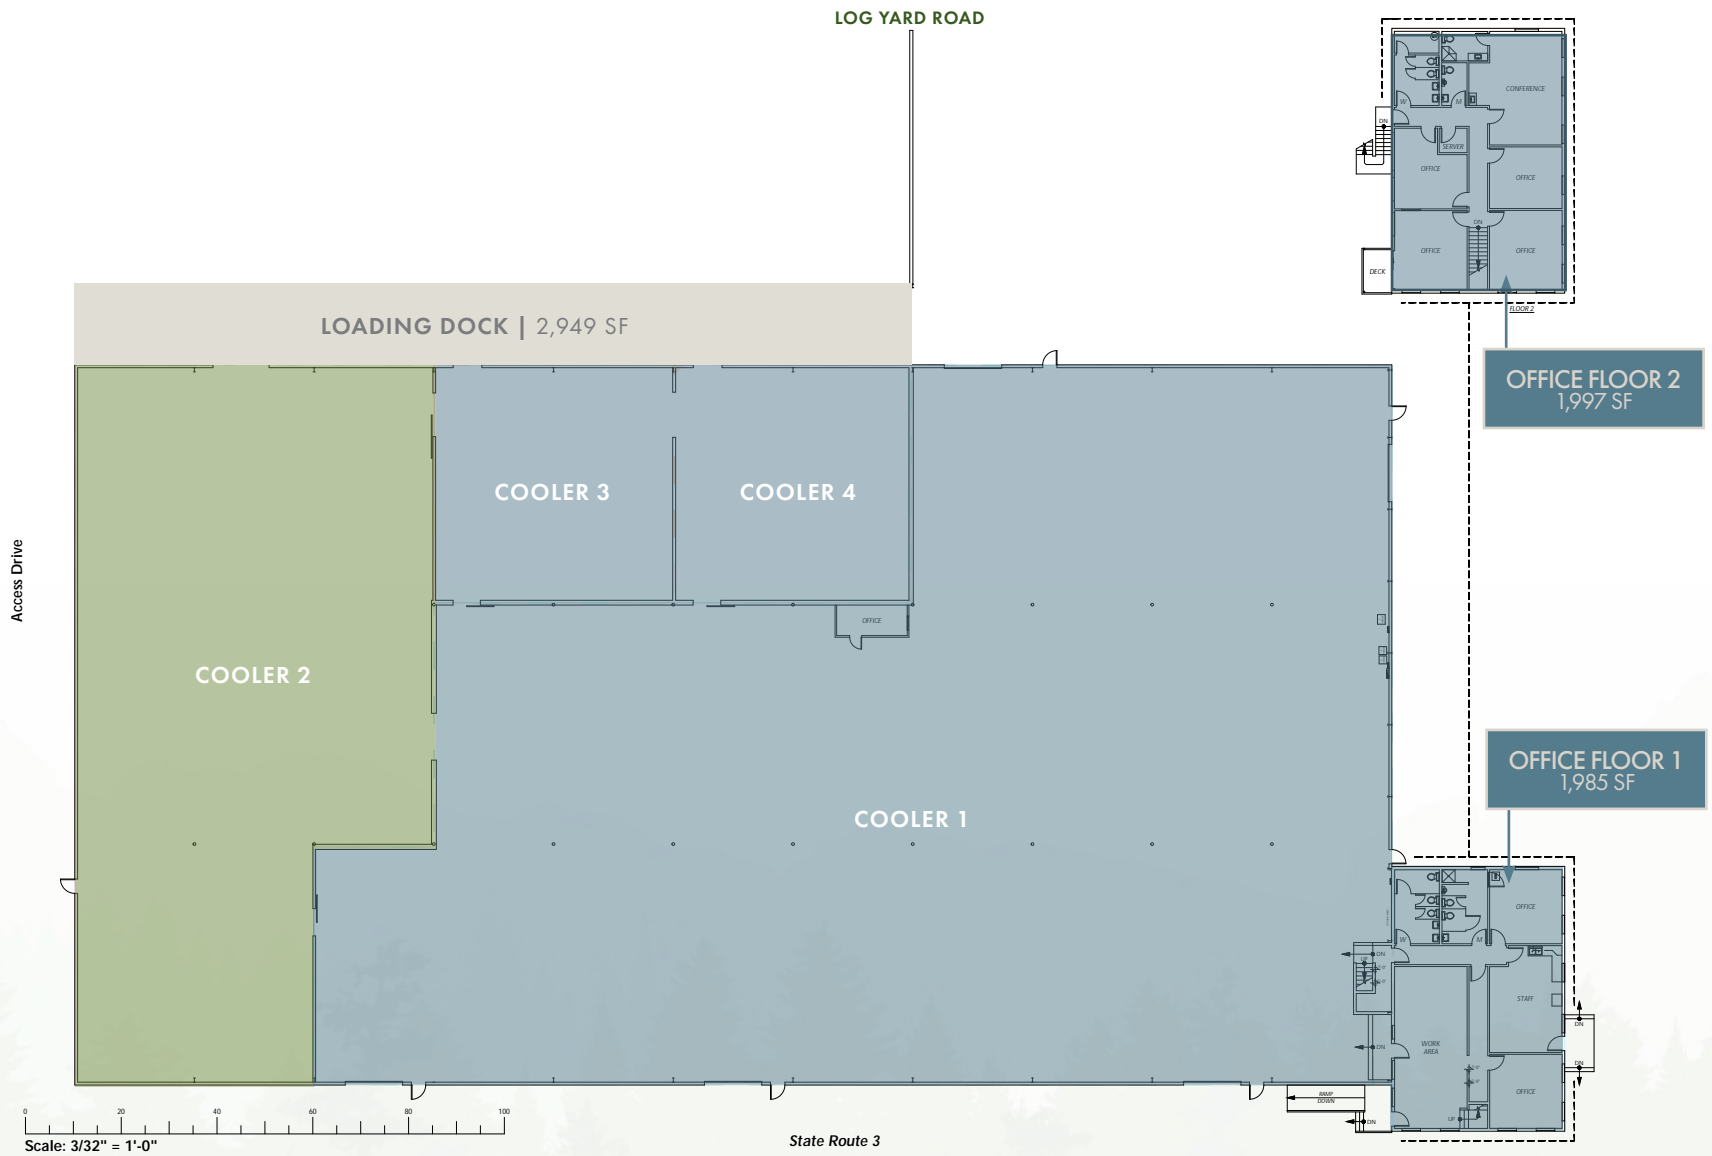 LOG YARD ROAD
W
M
CONFERENCE
DN
SERVER
OFFICE
OFFICE
DN
OFFICE
OFFICE
DECK
FLOOR 2
LOADING DOCK | 2,949 SF
OFFICE FLOOR 2
1,997 SF
COOLER 3
COOLER 4
Access Drive
OFFICE
COOLER 2
OFFICE FLOOR 1
1,985 SF
COOLER 1
OFFICE
W
M
DN
UP
STAFF
DN
DN
WORK
AREA
DN
OFFICE
RAMP
DOWN
UP
DN
0 20 40 60 80 100
Scale: 3/32" = 1'-0"
State Route 3